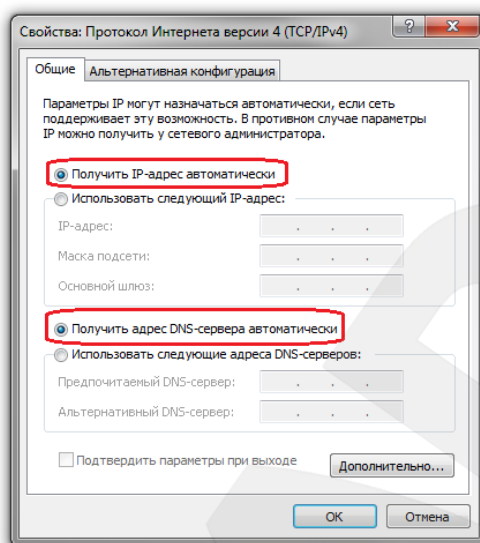 Свойства: Протокол Интернета версии 4 (TCP/IPv4)
Общие
Альтернативная конфигурация
Параметры IP могут назначаться автоматически, если сеть
поддерживает эту возможность. В противном случае параметры
IP можно получить у сетевого администратора.
Получить IP-адрес автоматически
Использовать следующий IP-адрес:
IP-адрес:
Маска подсети:
Основной шлюз:
Получить адрес DNS-сервера автоматически
Использовать следующие адреса DNS-серверов:
Предпочитаемый DNS-сервер:
Альтернативный DNS-сервер:
Подтвердить параметры при выходе
Дополнительно...
ОК
Отмена